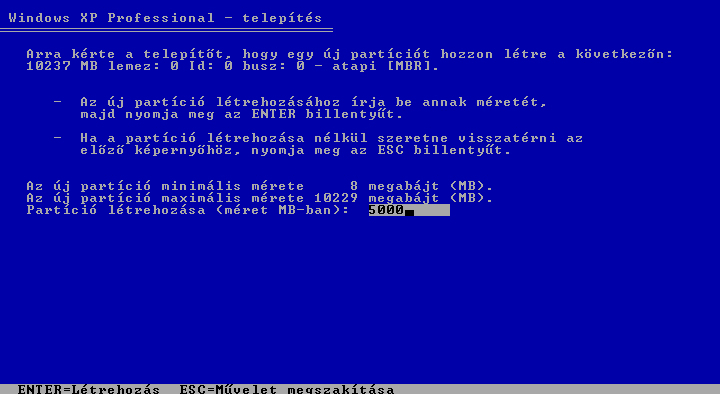 Windows XP Professional - telepítés
Arra kérte a telepítőt, hogy egy új partíciót hozzon létre a következőn:
10237 MB lemez: 0 Id: 0 busz: 0 - atapi [MBR].
- Az új partíció létrehozásához írja be annak méretét,
majd nyomja meg az ENTER billentyűt.
- Ha a partíció létrehozása nélkül szeretne visszatérni az
előző képernyőhöz, nyomja meg az ESC billentyűt.
Az új partíció minimális mérete 8 megabájt (MB).
Az új partíció maximális mérete 10229 megabájt (MB).
Partíció létrehozása (méret MB-ban): 5000
ENTER=Létrehozás ESC=Művelet megszakítása